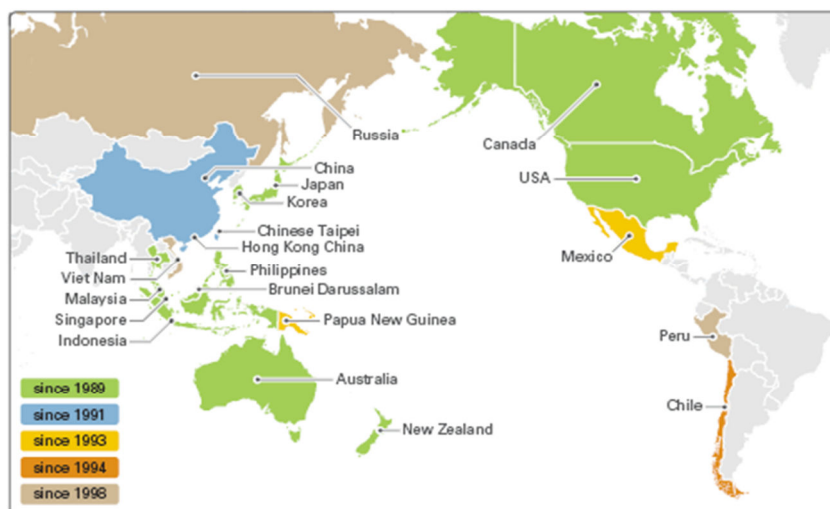 Russia
Canada
China
USA
Japan
Korea
Chinese Taipei
Hong Kong China
Thailand
Mexico
Viet Nam
Philippines
Malaysia
Brunei Darussalam
Singapore
Papua New Guinea
Indonesia
Peru
Australia
since 1989
Chile
since 1991
New Zealand
since 1993
since 1994
since 1998